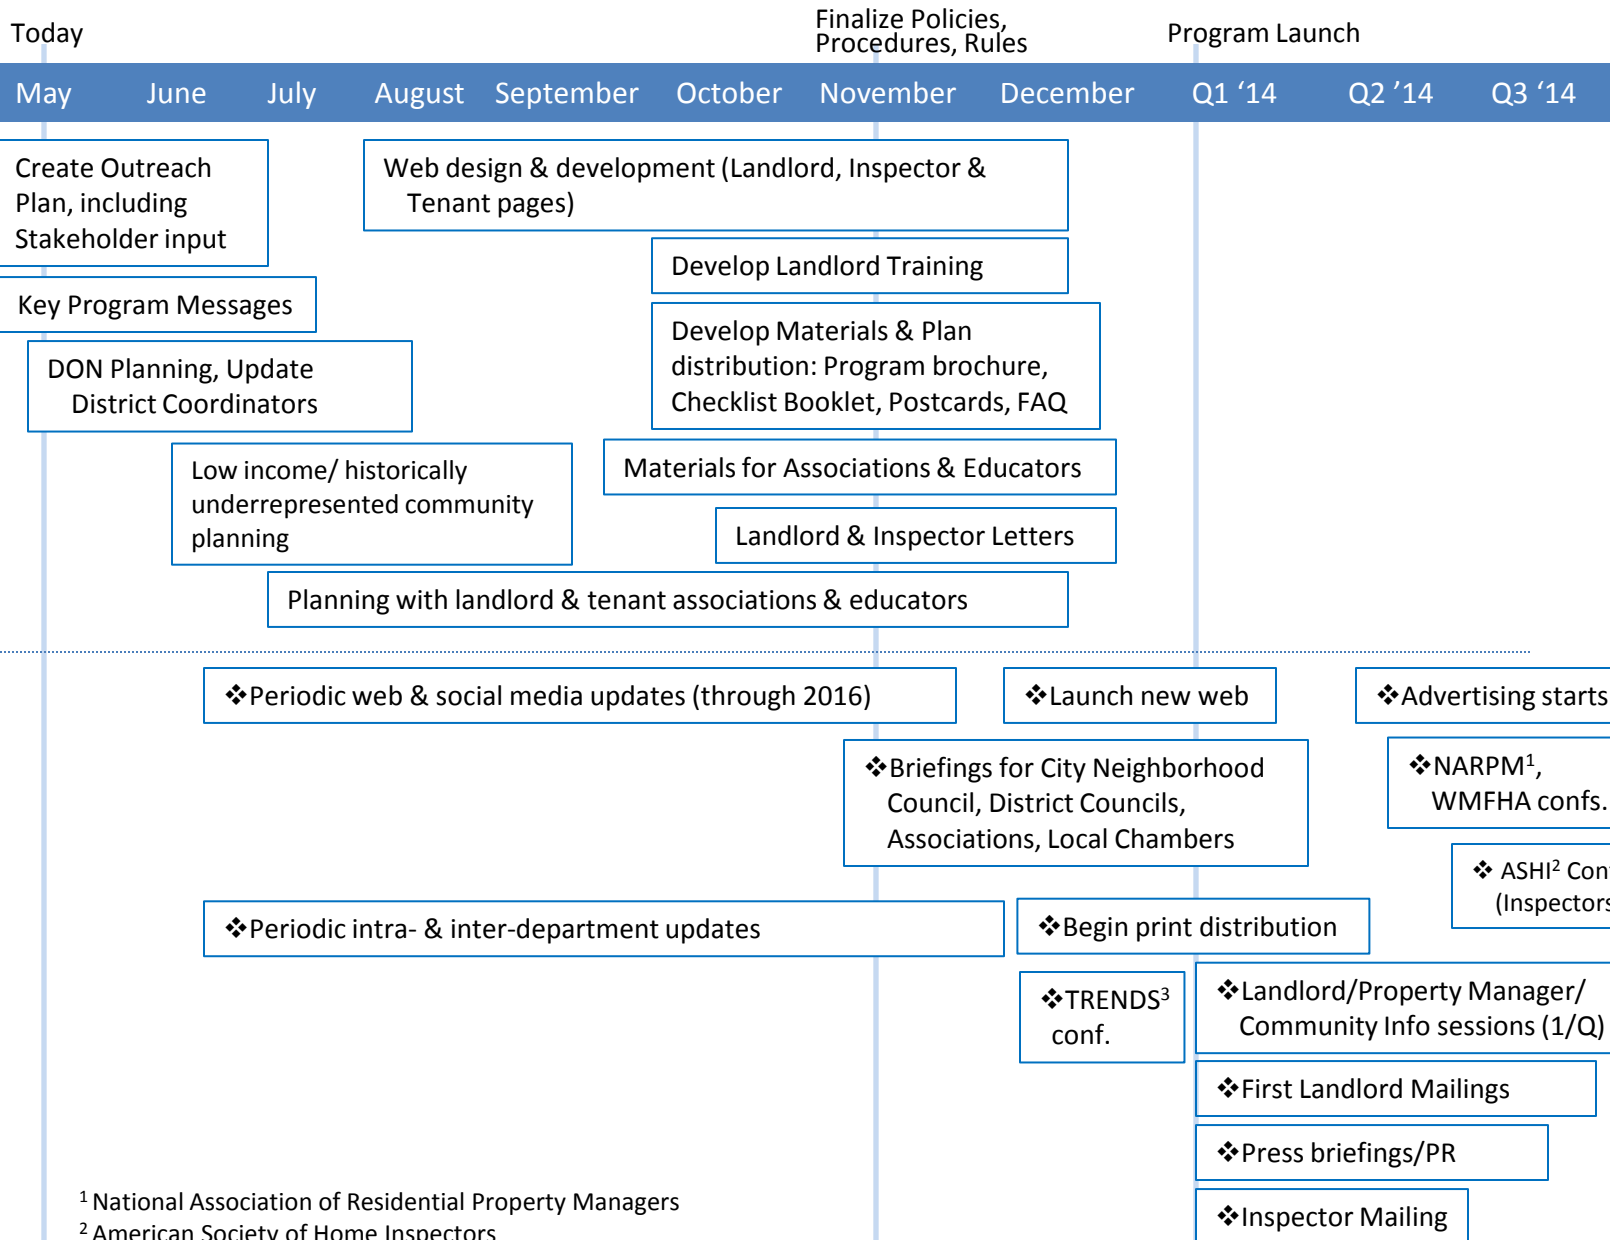 Today
Finalize Policies,
Procedures, Rules
Program Launch
May June July August September October November December Q1 ‘14 Q2 ’14 Q3 ‘14
Create Outreach
Plan, including
Stakeholder input
Web design & development (Landlord, Inspector &
Tenant pages)
Develop Landlord Training
Key Program Messages
Develop Materials & Plan
distribution: Program brochure,
Checklist Booklet, Postcards, FAQ
DON Planning, Update
District Coordinators
Low income/ historically
underrepresented community
planning
Materials for Associations & Educators
Landlord & Inspector Letters
Planning with landlord & tenant associations & educators
❖Periodic web & social media updates (through 2016)
❖Launch new web
❖Advertising starts
❖Briefings for City Neighborhood
Council, District Councils,
Associations, Local Chambers
❖NARPM¹,
WMFHA confs.
❖ ASHI² Con
(Inspectors
❖Periodic intra- & inter-department updates
❖Begin print distribution
❖TRENDS³
conf.
❖Landlord/Property Manager/
Community Info sessions (1/Q)
❖First Landlord Mailings
❖Press briefings/PR
❖Inspector Mailing
¹ National Association of Residential Property Managers
² American Society of Home Inspectors